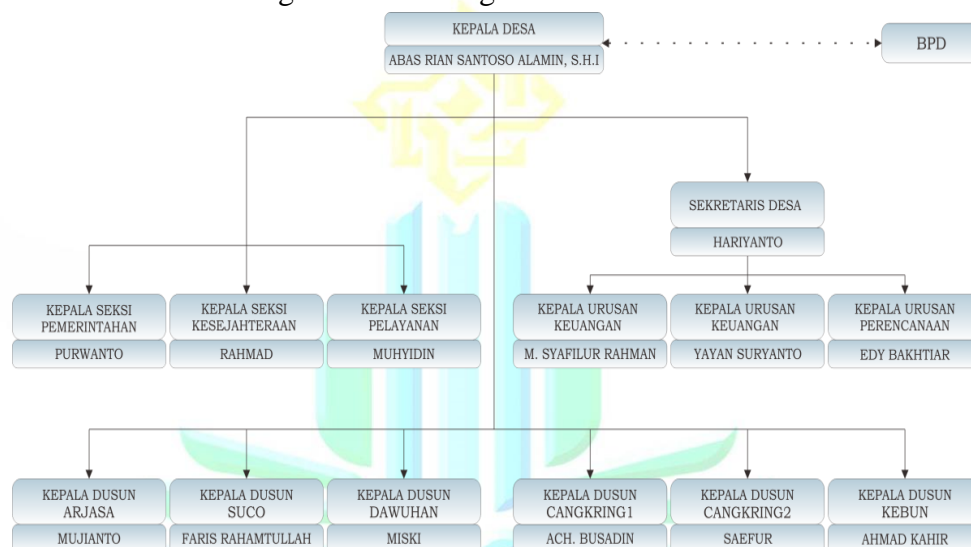 KEPALA DESA
ABAS RIAN SANTOSO ALAMIN, S.H.I
BPD
SEKRETARIS DESA
HARIYANTO
KEPALA SEKSI
PEMERINTAHAN
PURWANTO
KEPALA SEKSI
KESEJAHTERAAN
RAHMAD
KEPALA SEKSI
PELAYANAN
MUHYIDIN
KEPALA URUSAN
KEUANGAN
M. SYAFILUR RAHMAN
KEPALA URUSAN
KEUANGAN
YAYAN SURYANTO
KEPALA URUSAN
PERENCANAAN
EDY BAKHTIAR
KEPALA DUSUN
ARJASA
MUJIANTO
KEPALA DUSUN
SUCO
FARIS RAHAMTULLAH
KEPALA DUSUN
DAWUHAN
MISKI
KEPALA DUSUN
CANGKRING1
ACH. BUSADIN
KEPALA DUSUN
CANGKRING2
SAEFUR
KEPALA DUSUN
KEBUN
AHMAD KAHIR